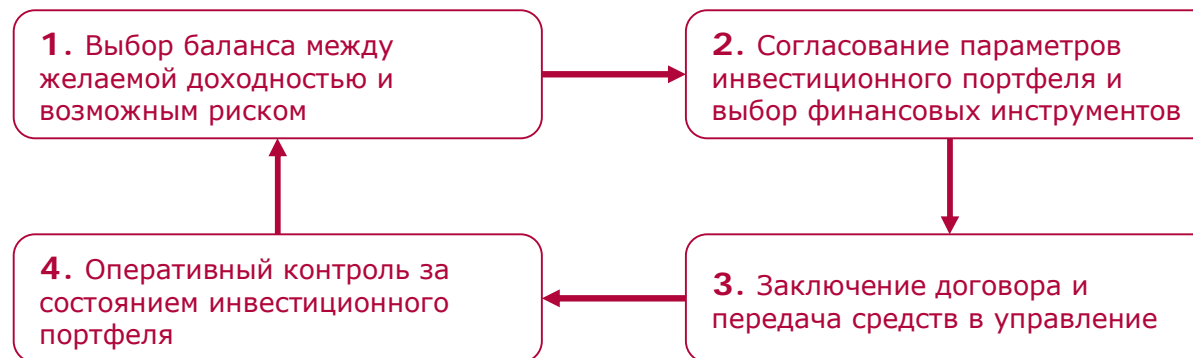 1. Выбор баланса между
желаемой доходностью и
возможным риском
2. Согласование параметров
инвестиционного портфеля и
выбор финансовых инструментов
3. Заключение договора и
передача средств в управление
4. Оперативный контроль за
состоянием инвестиционного
портфеля